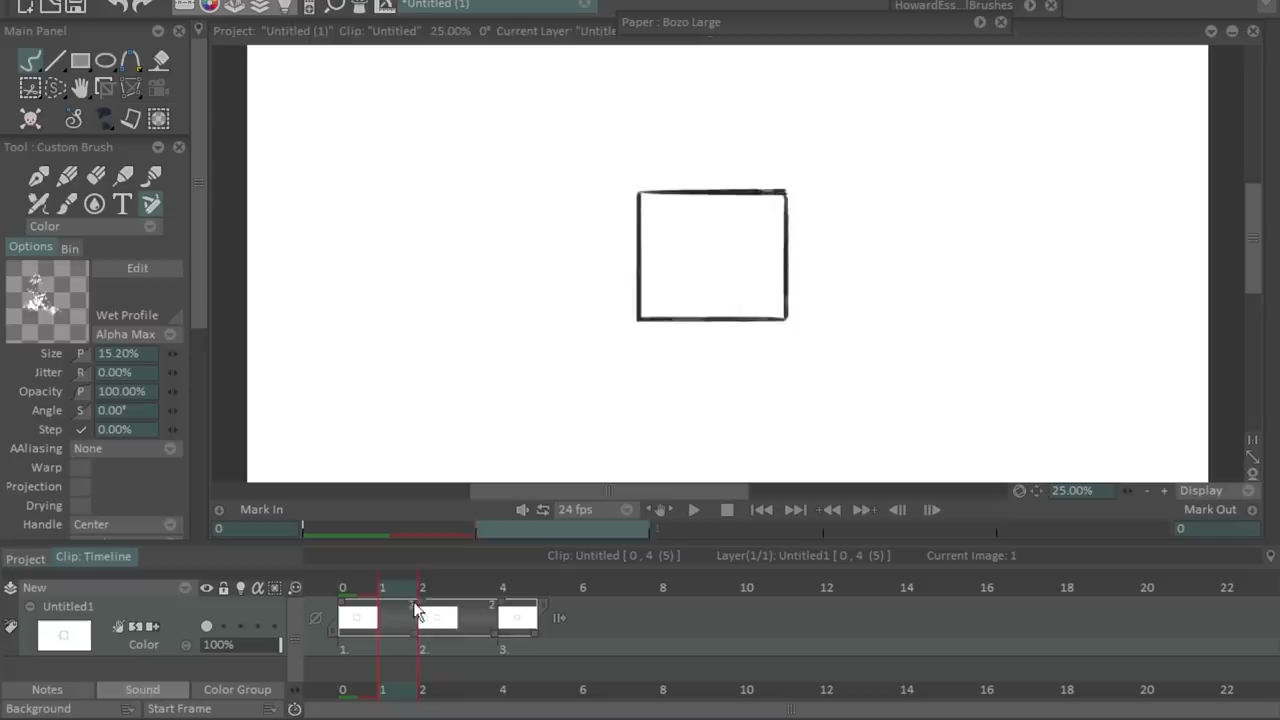 *Untitled (1)
HowardEss...lBrushes
Paper : Bozo Large
Main Panel
Project: "Untitled (1)" Clip: "Untitled" 25.00% 0° Current Layer: "Untitle
Tool : Custom Brush
T
Color
Options
Bin
Edit
Wet Profile
Alpha Max
Size P 15.20%
Jitter R 0.00%
Opacity P 100.00%
Angle S 0.00°
Step 0.00%
AAliasing None
Warp
Projection
Drying
Handle Center
25.00% - + Display
Mark In
24 fps
Mark Out
0
1
0
Project
Clip: Timeline
Clip: Untitled [ 0 , 4 (5) ]
Layer(1/1): Untitled1 [ 0 , 4 (5) ]
Current Image: 1
New
0 1 2 4 6 8 10 12 14 16 18 20 22
Untitled1
2
Color
100%
1. 2. 3.
Notes
Sound
Color Group
0 1 2 4 6 8 10 12 14 16 18 20 22
Background
Start Frame